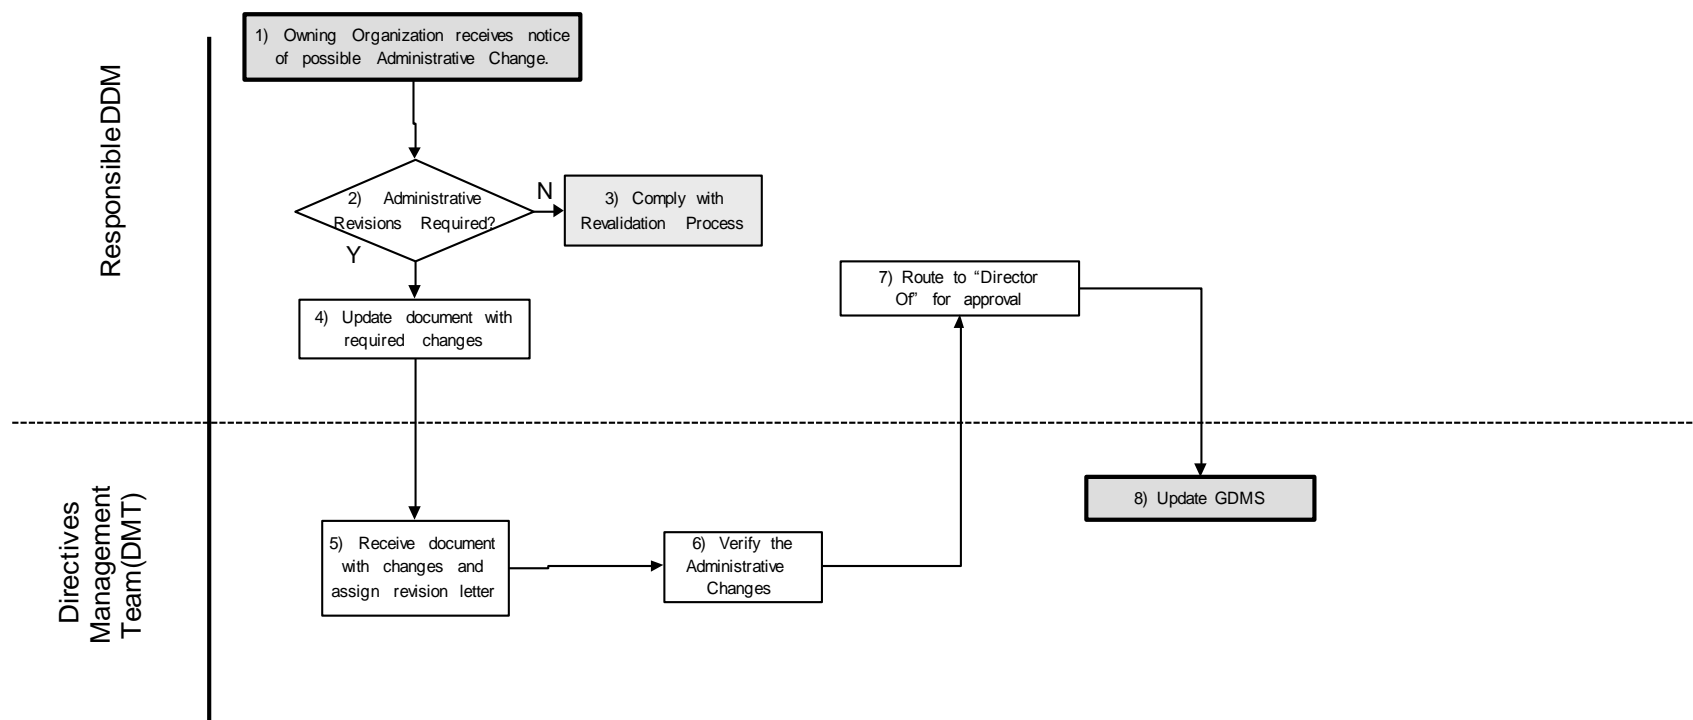 ResponsibleDDM
1) Owning Organization receives notice
of possible Administrative Change.
2) Administrative
Revisions Required?
N
3) Comply with
Revalidation Process
Y
4) Update document with
required changes
7) Route to “Director
Of” for approval
Directives
Management
Team(DMT)
5) Receive document
with changes and
assign revision letter
6) Verify the
Administrative
Changes
8) Update GDMS